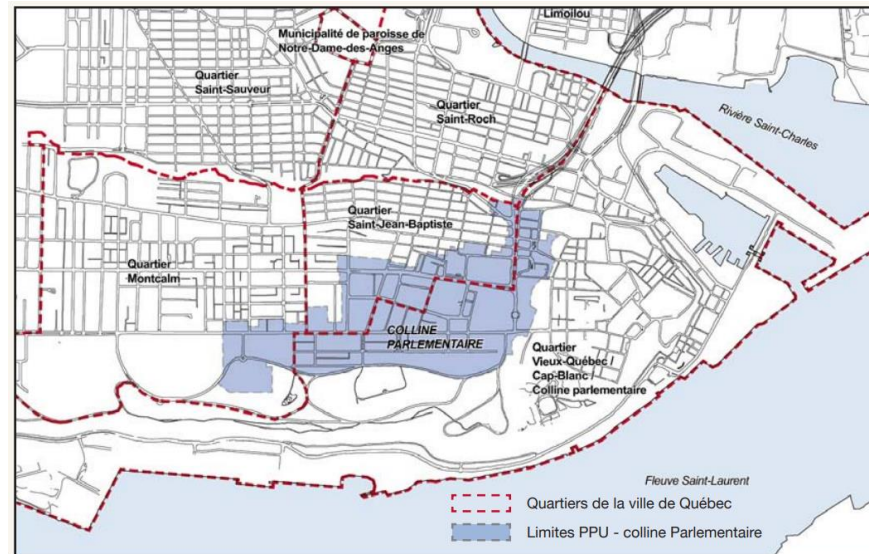 Limoilou
Municipalité de paroisse de
Notre-Dame-des-Anges
Quartier
Saint-Sauveur
Quartier
Saint-Roch
Rivière Saint-Charles
Quartier
Saint-Jean-Baptiste
Quartier
Montcalm
COLLINE
PARLEMENTAIRE
Quartier
Vieux-Québec /
Cap-Blanc /
Colline parlementaire
Fleuve Saint-Laurent
Quartiers de la ville de Québec
Limites PPU - colline Parlementaire